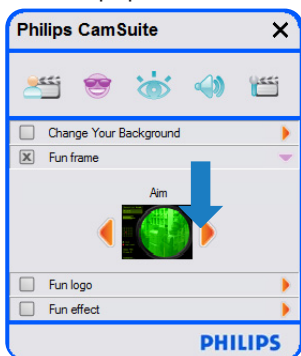 Philips CamSuite
Change Your Background
Fun frame
Aim
Fun logo
Fun effect
PHILIPS